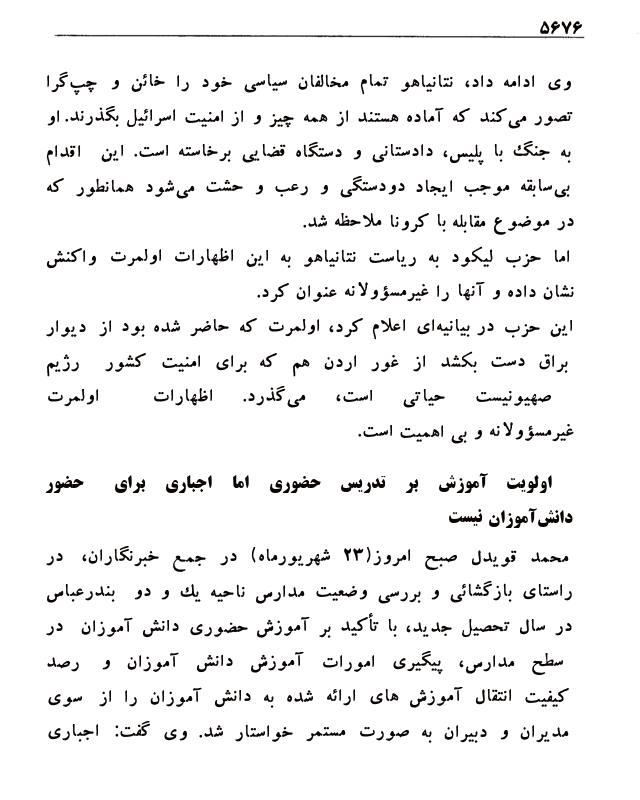 ۵۶۷۶
وی ادامه داد، نتانیاهو تمام مخالفان سیاسی خود را خائن و چپ‌گرا
تصور می‌کند که آماده هستند از همه چیز و از امنیت اسرائیل بگذرند. او
به جنگ با پلیس، دادستانی و دستگاه قضایی برخاسته است. این اقدام
بی‌سابقه موجب ایجاد دودستگی و رعب و حشت می‌شود همانطور که
در موضوع مقابله با کرونا ملاحظه شد.
اما حزب لیکود به ریاست نتانیاهو به این اظهارات اولمرت واکنش
نشان داده و آنها را غیرمسؤولانه عنوان کرد.
این حزب در بیانیه‌ای اعلام کرد، اولمرت که حاضر شده بود از دیوار
براق دست بکشد از غور اردن هم که برای امنیت کشور رژیم
صهیونیست حیاتی است، می‌گذرد. اظهارات اولمرت
غیرمسؤولانه و بی اهمیت است.
اولویت آموزش بر تدریس حضوری اما اجباری برای حضور
دانش‌آموزان نیست
محمد قویدل صبح امروز(۲۳ شهریورماه) در جمع خبرنگاران، در
راستای بازگشائی و بررسی وضعیت مدارس ناحیه یك و دو بندرعباس
در سال تحصیل جدید، با تأکید بر آموزش حضوری دانش آموزان در
سطح مدارس، پیگیری امورات آموزش دانش آموزان و رصد
کیفیت انتقال آموزش های ارائه شده به دانش آموزان را از سوی
مدیران و دبیران به صورت مستمر خواستار شد. وی گفت: اجباری